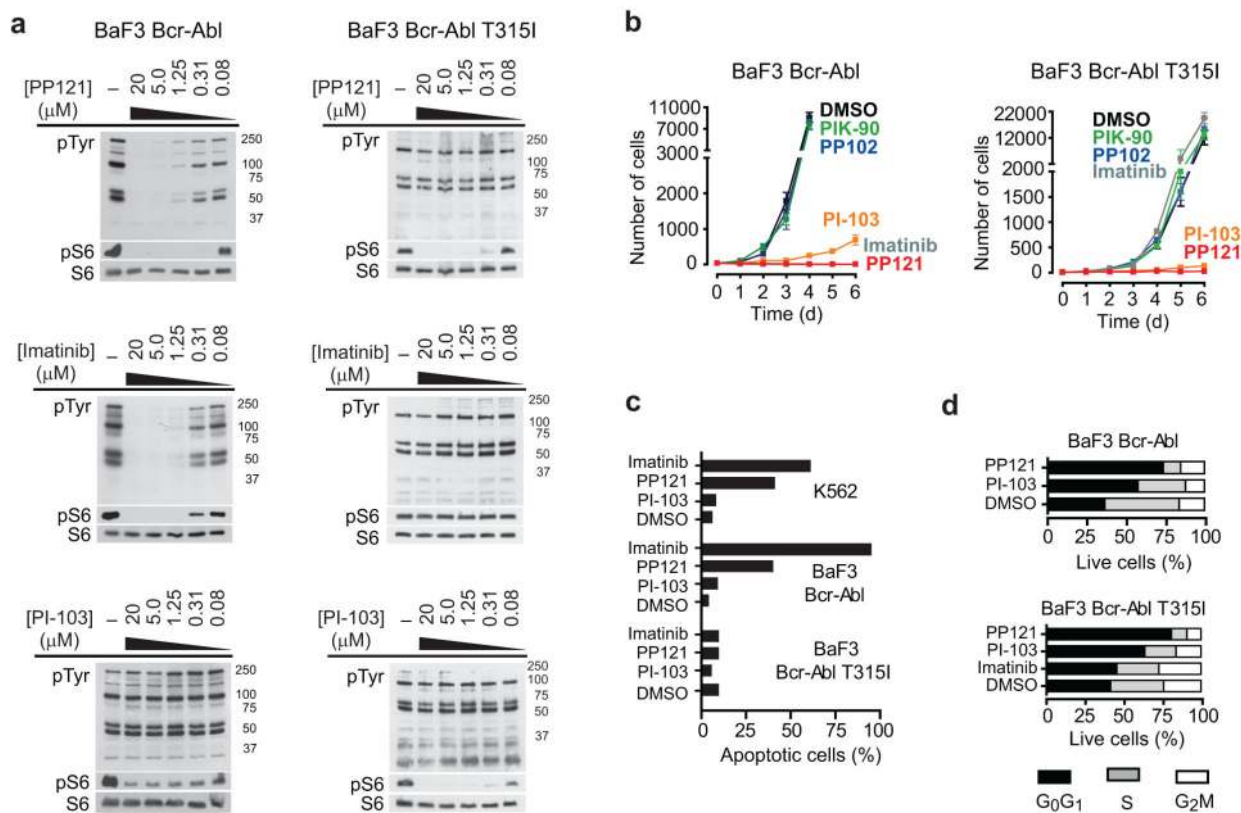 a
BaF3 Bcr-Abl
BaF3 Bcr-Abl T315I
[PP121]
(μM)
– 20 5.0 1.25 0.31 0.08
pTyr
250
100
75
50
37
pS6
S6
[PP121]
(μM)
– 20 5.0 1.25 0.31 0.08
pTyr
250
100
75
50
37
pS6
S6
[Imatinib]
(μM)
– 20 5.0 1.25 0.31 0.08
pTyr
250
100
75
50
37
pS6
S6
[Imatinib]
(μM)
– 20 5.0 1.25 0.31 0.08
pTyr
250
100
75
50
37
pS6
S6
[PI-103]
(μM)
– 20 5.0 1.25 0.31 0.08
pTyr
250
100
75
50
37
pS6
S6
[PI-103]
(μM)
– 20 5.0 1.25 0.31 0.08
pTyr
250
100
75
50
37
pS6
S6
b
BaF3 Bcr-Abl
Number of cells
11000
7000
3000
2000
1000
0
DMSO
PIK-90
PP102
PI-103
Imatinib
PP121
0 1 2 3 4 5 6
Time (d)
BaF3 Bcr-Abl T315I
Number of cells
22000
12000
2000
1500
1000
500
0
DMSO
PIK-90
PP102
Imatinib
PI-103
PP121
0 1 2 3 4 5 6
Time (d)
c
Imatinib
PP121
PI-103
DMSO
K562
Imatinib
PP121
PI-103
DMSO
BaF3
Bcr-Abl
Imatinib
PP121
PI-103
DMSO
BaF3
Bcr-Abl T315I
0 25 50 75 100
Apoptotic cells (%)
d
BaF3 Bcr-Abl
PP121
PI-103
DMSO
0 25 50 75 100
Live cells (%)
BaF3 Bcr-Abl T315I
PP121
PI-103
Imatinib
DMSO
0 25 50 75 100
Live cells (%)
G₀G₁ S G₂M